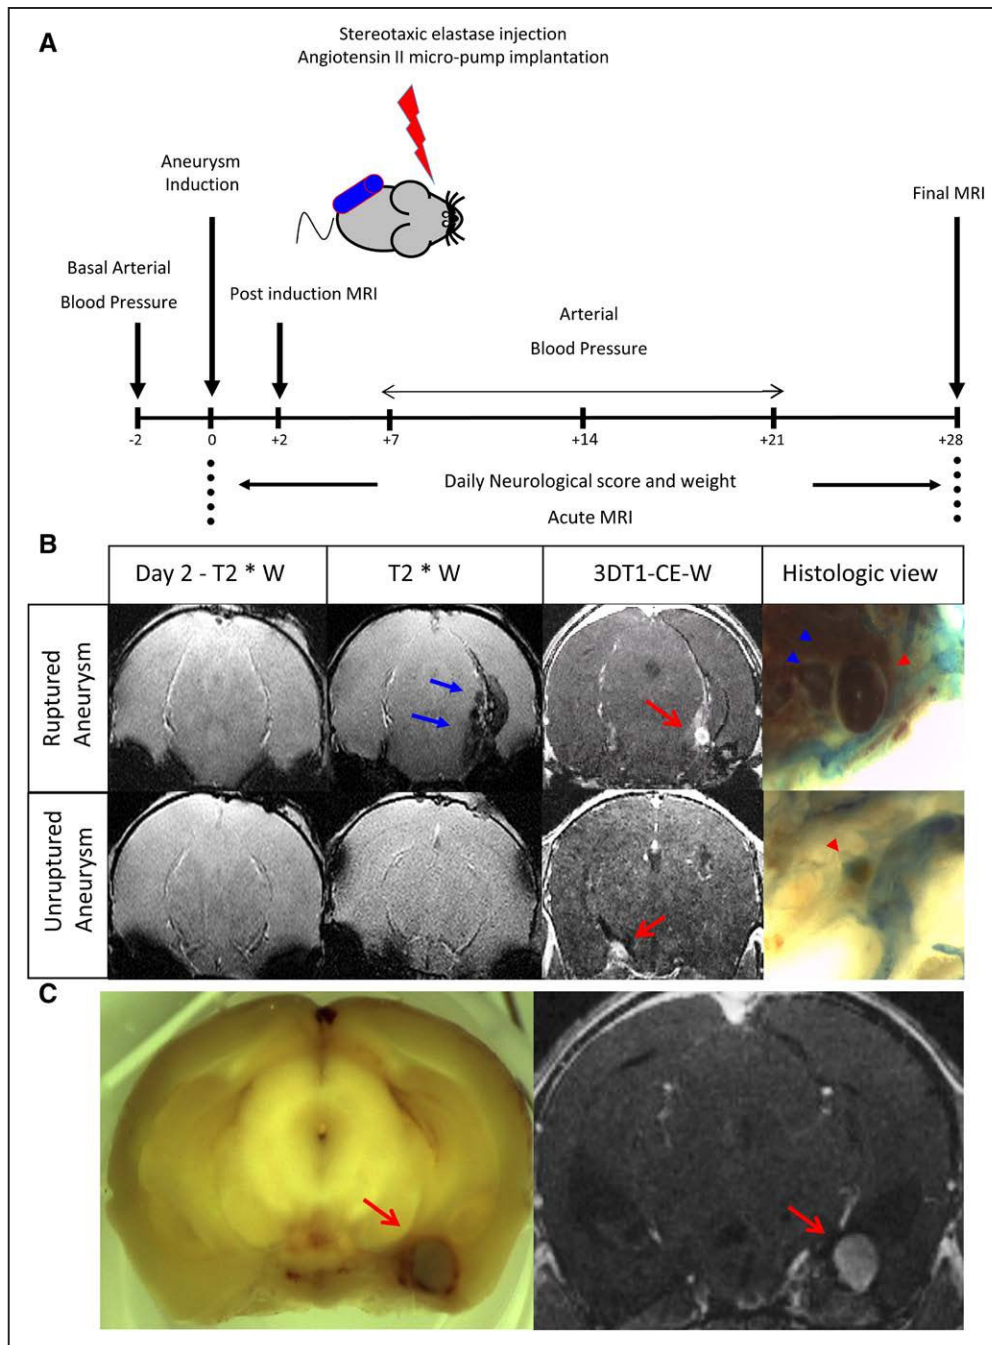 A
Stereotaxic elastase injection
Angiotensin II micro-pump implantation
Aneurysm
Induction
Final MRI
Basal Arterial
Blood Pressure
Post induction MRI
Arterial
Blood Pressure
-2
0
+2
+7
+14
+21
+28
Daily Neurological score and weight
Acute MRI
B
Day 2 - T2 * W
T2 * W
3DT1-CE-W
Histologic view
Ruptured
Aneurysm
Unruptured
Aneurysm
C